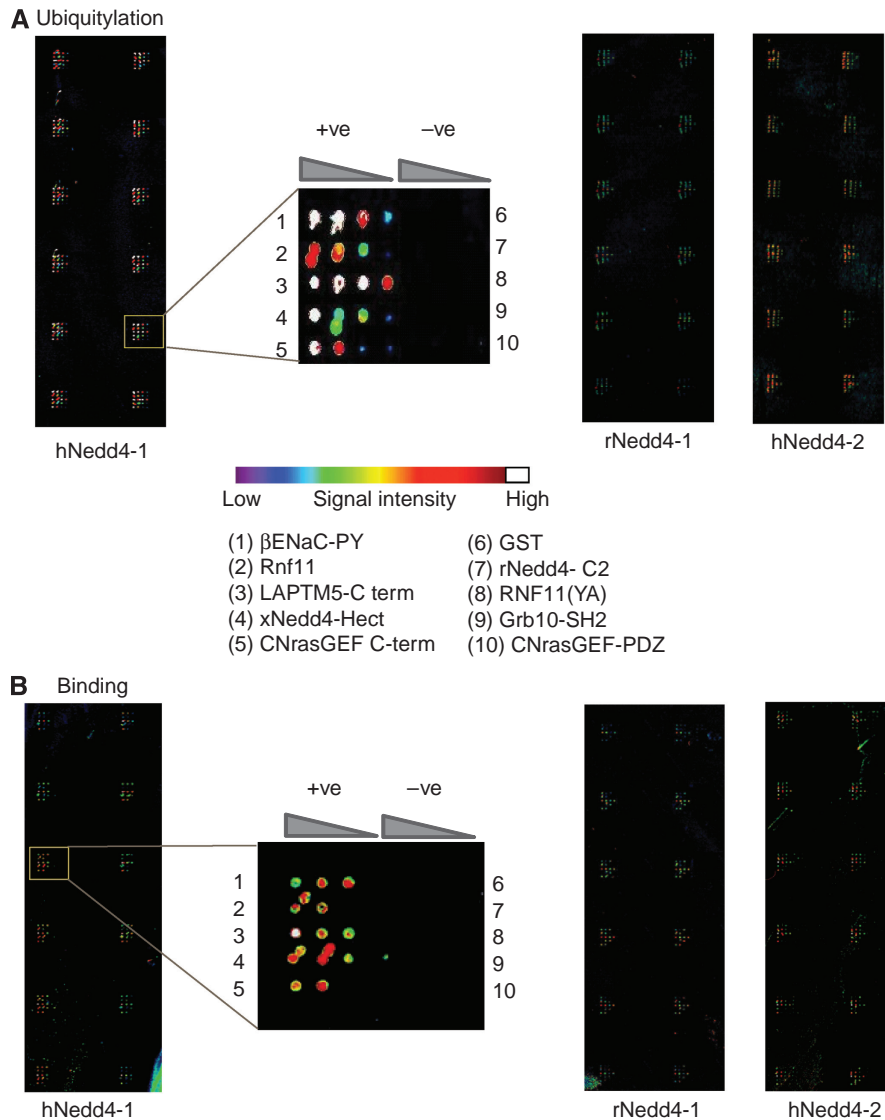 A Ubiquitylation
+ve –ve
1 6
2 7
3 8
4 9
5 10
hNedd4-1
rNedd4-1
hNedd4-2
Low Signal intensity High
(1) βENaC-PY
(2) Rnf11
(3) LAPTM5-C term
(4) xNedd4-Hect
(5) CNrasGEF C-term
(6) GST
(7) rNedd4- C2
(8) RNF11(YA)
(9) Grb10-SH2
(10) CNrasGEF-PDZ
B Binding
+ve –ve
1 6
2 7
3 8
4 9
5 10
hNedd4-1
rNedd4-1
hNedd4-2